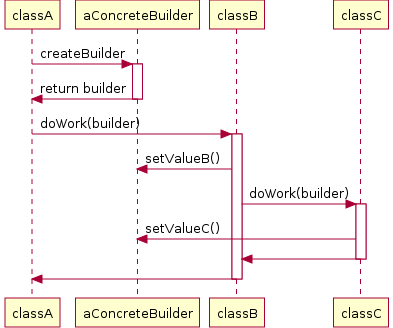 classA aConcreteBuilder classB classC
createBuilder
return builder
doWork(builder)
setValueB()
doWork(builder)
setValueC()
classA aConcreteBuilder classB classC